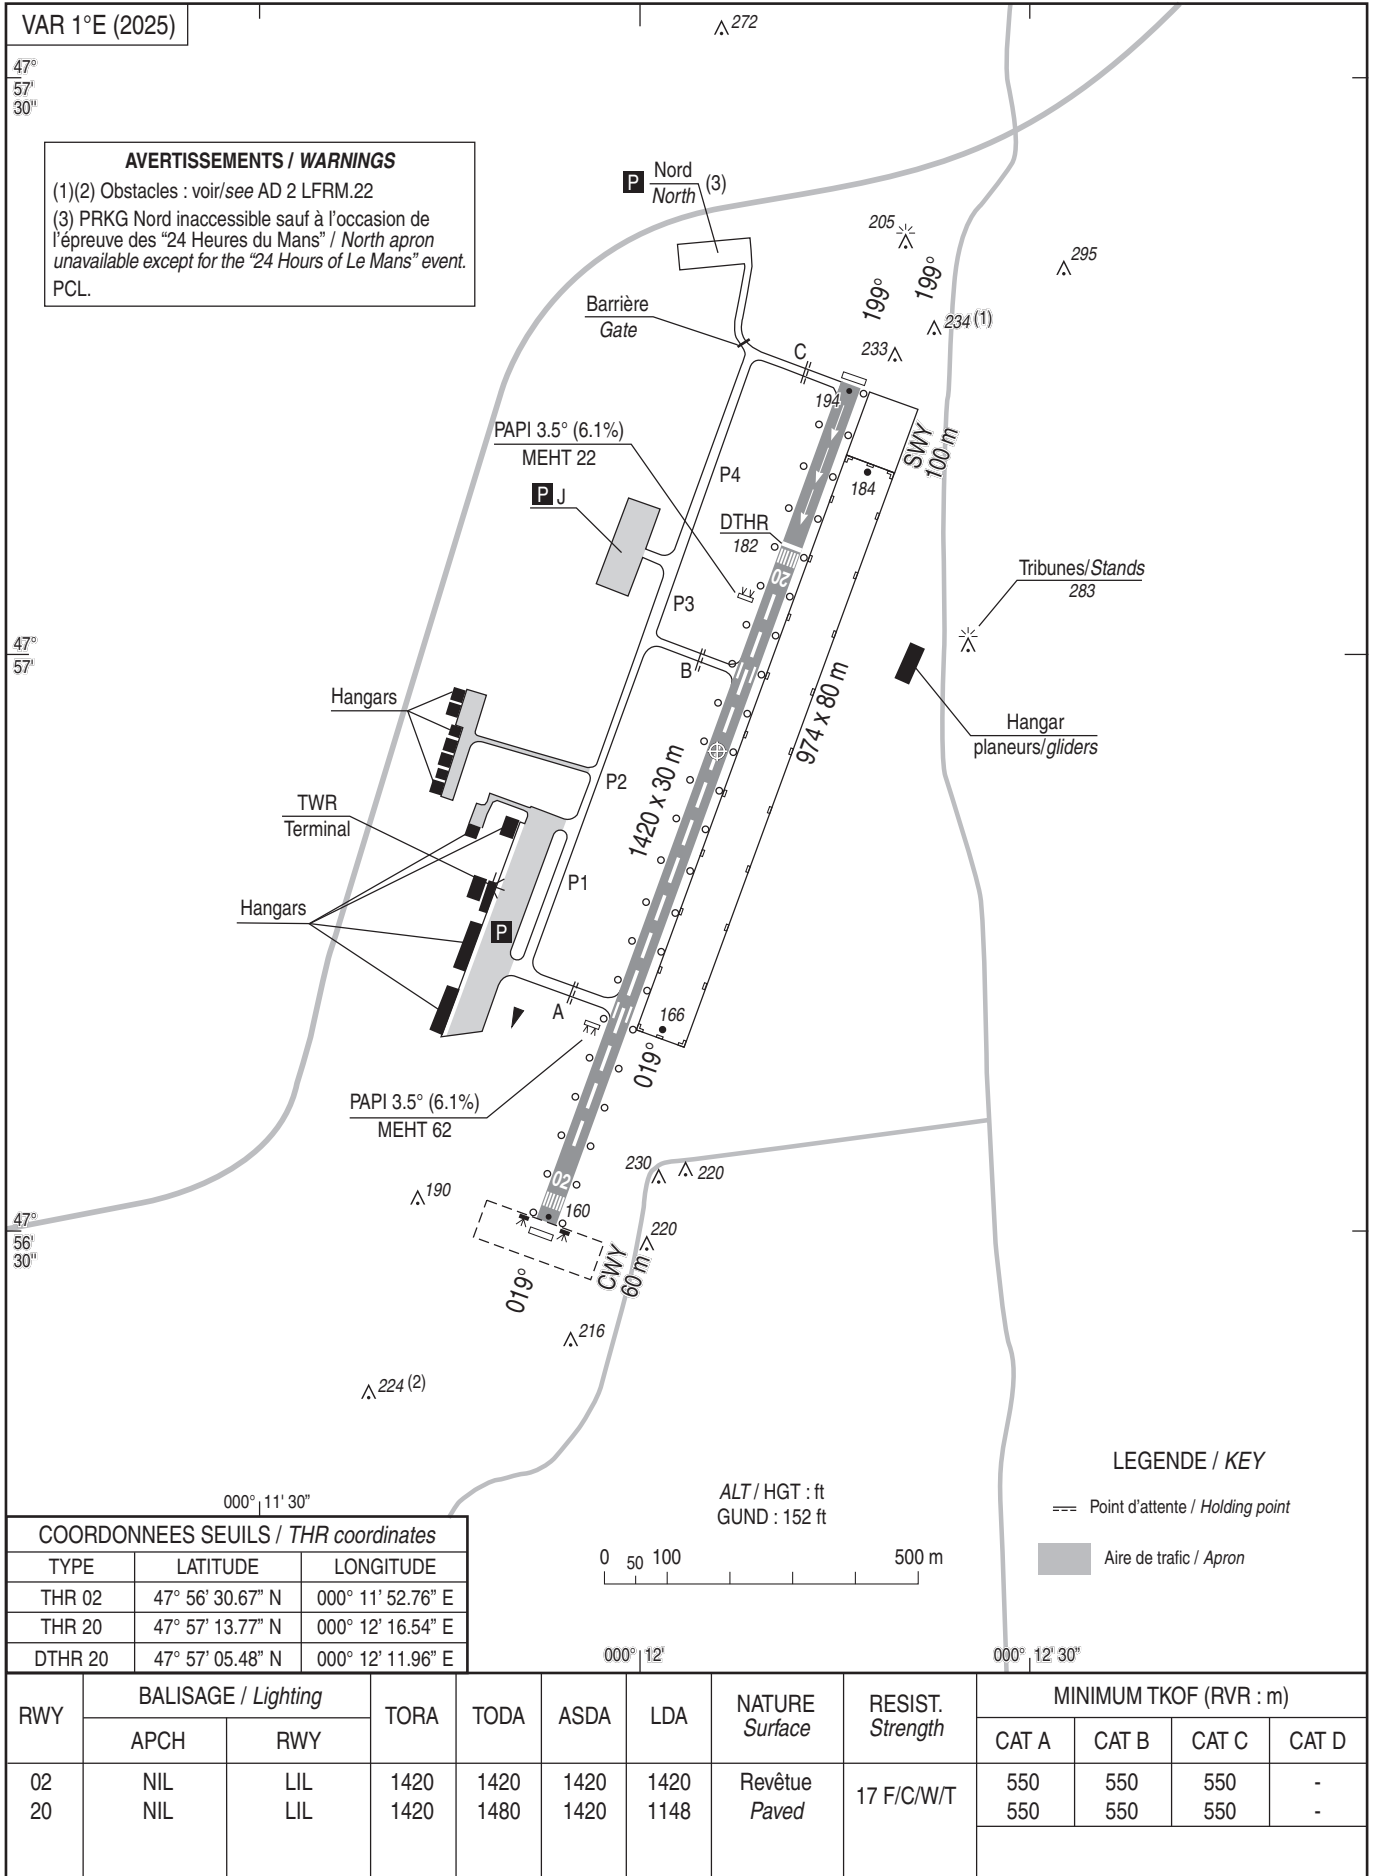 VAR 1°E (2025)
272
47°
57'
30"
AVERTISSEMENTS / WARNINGS
(1)(2) Obstacles : voir/see AD 2 LFRM.22
(3) PRKG Nord inaccessible sauf à l'occasion de
l'épreuve des “24 Heures du Mans” / North apron
unavailable except for the “24 Hours of Le Mans” event.
PCL.
P Nord (3)
North
205
295
199°
199°
234 (1)
233
Barrière
Gate
C
194
PAPI 3.5° (6.1%)
MEHT 22
SWY
100 m
P4
184
P J
DTHR
182
20
Tribunes/Stands
283
P3
47°
57'
B
974 x 80 m
Hangars
Hangar
planeurs/gliders
1420 x 30 m
P2
TWR
Terminal
P1
Hangars
P
A
166
019°
PAPI 3.5° (6.1%)
MEHT 62
230
220
02
190
160
220
47°
56'
30"
CWY
60 m
019°
216
224 (2)
LEGENDE / KEY
000° 11' 30”
ALT / HGT : ft
GUND : 152 ft
Point d'attente / Holding point
0 50 100 500 m
Aire de trafic / Apron
COORDONNEES SEUILS / THR coordinates
TYPE LATITUDE LONGITUDE
THR 02 47° 56’ 30.67” N 000° 11’ 52.76” E
THR 20 47° 57’ 13.77” N 000° 12’ 16.54” E
DTHR 20 47° 57’ 05.48” N 000° 12’ 11.96” E
000° 12'
000° 12' 30"
RWY BALISAGE / Lighting TORA TODA ASDA LDA NATURE RESIST. MINIMUM TKOF (RVR : m)
Surface Strength
APCH RWY CAT A CAT B CAT C CAT D
02 NIL LIL 1420 1420 1420 1420 Revêtue 17 F/C/W/T 550 550 550 -
20 NIL LIL 1420 1480 1420 1148 Paved 550 550 550 -